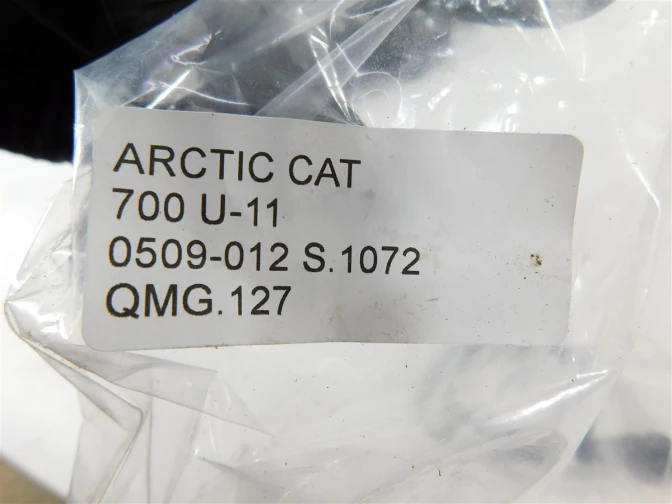 ARCTIC CAT
700 U-11
0509-012 S.1072
QMG.127